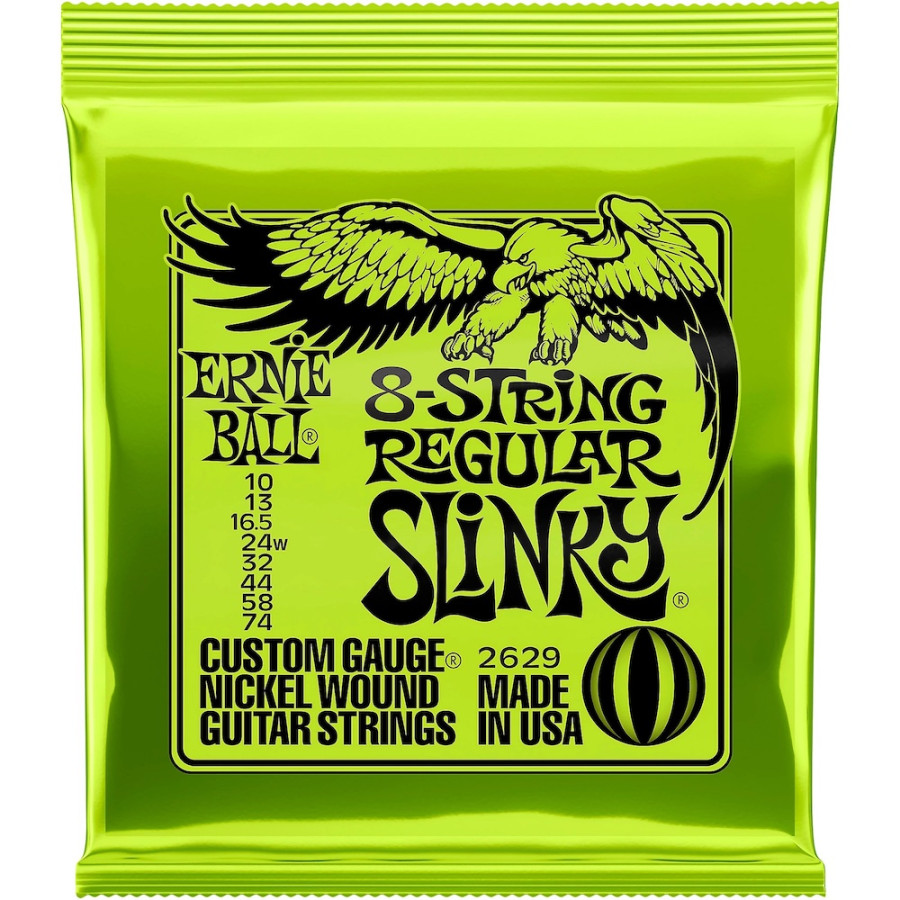 ERNIE
BALL®
8-STRING
REGULAR
SLINKY®
10
13
16.5
24W
32
44
58
74
CUSTOM GAUGE® 2629
NICKEL WOUND MADE
GUITAR STRINGS IN USA